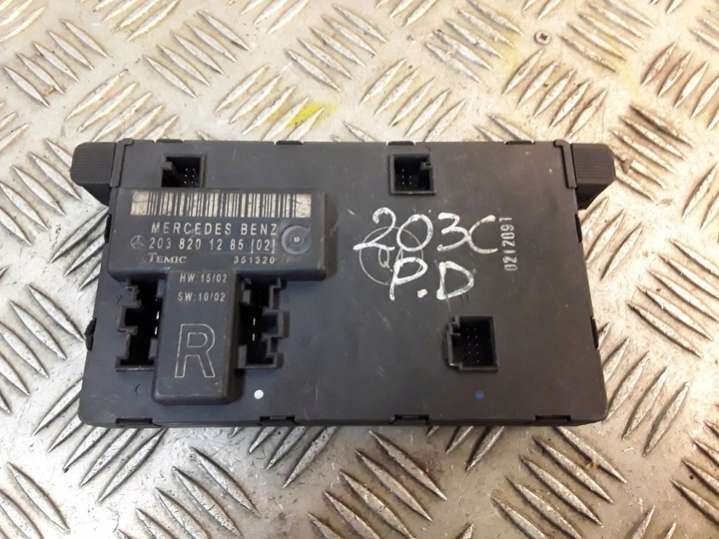 MERCEDES BENZ
203 820 12 85 [02]
TEMIC 351320
HW:15/02
SW:10/02
R
203C
P.D
0212091